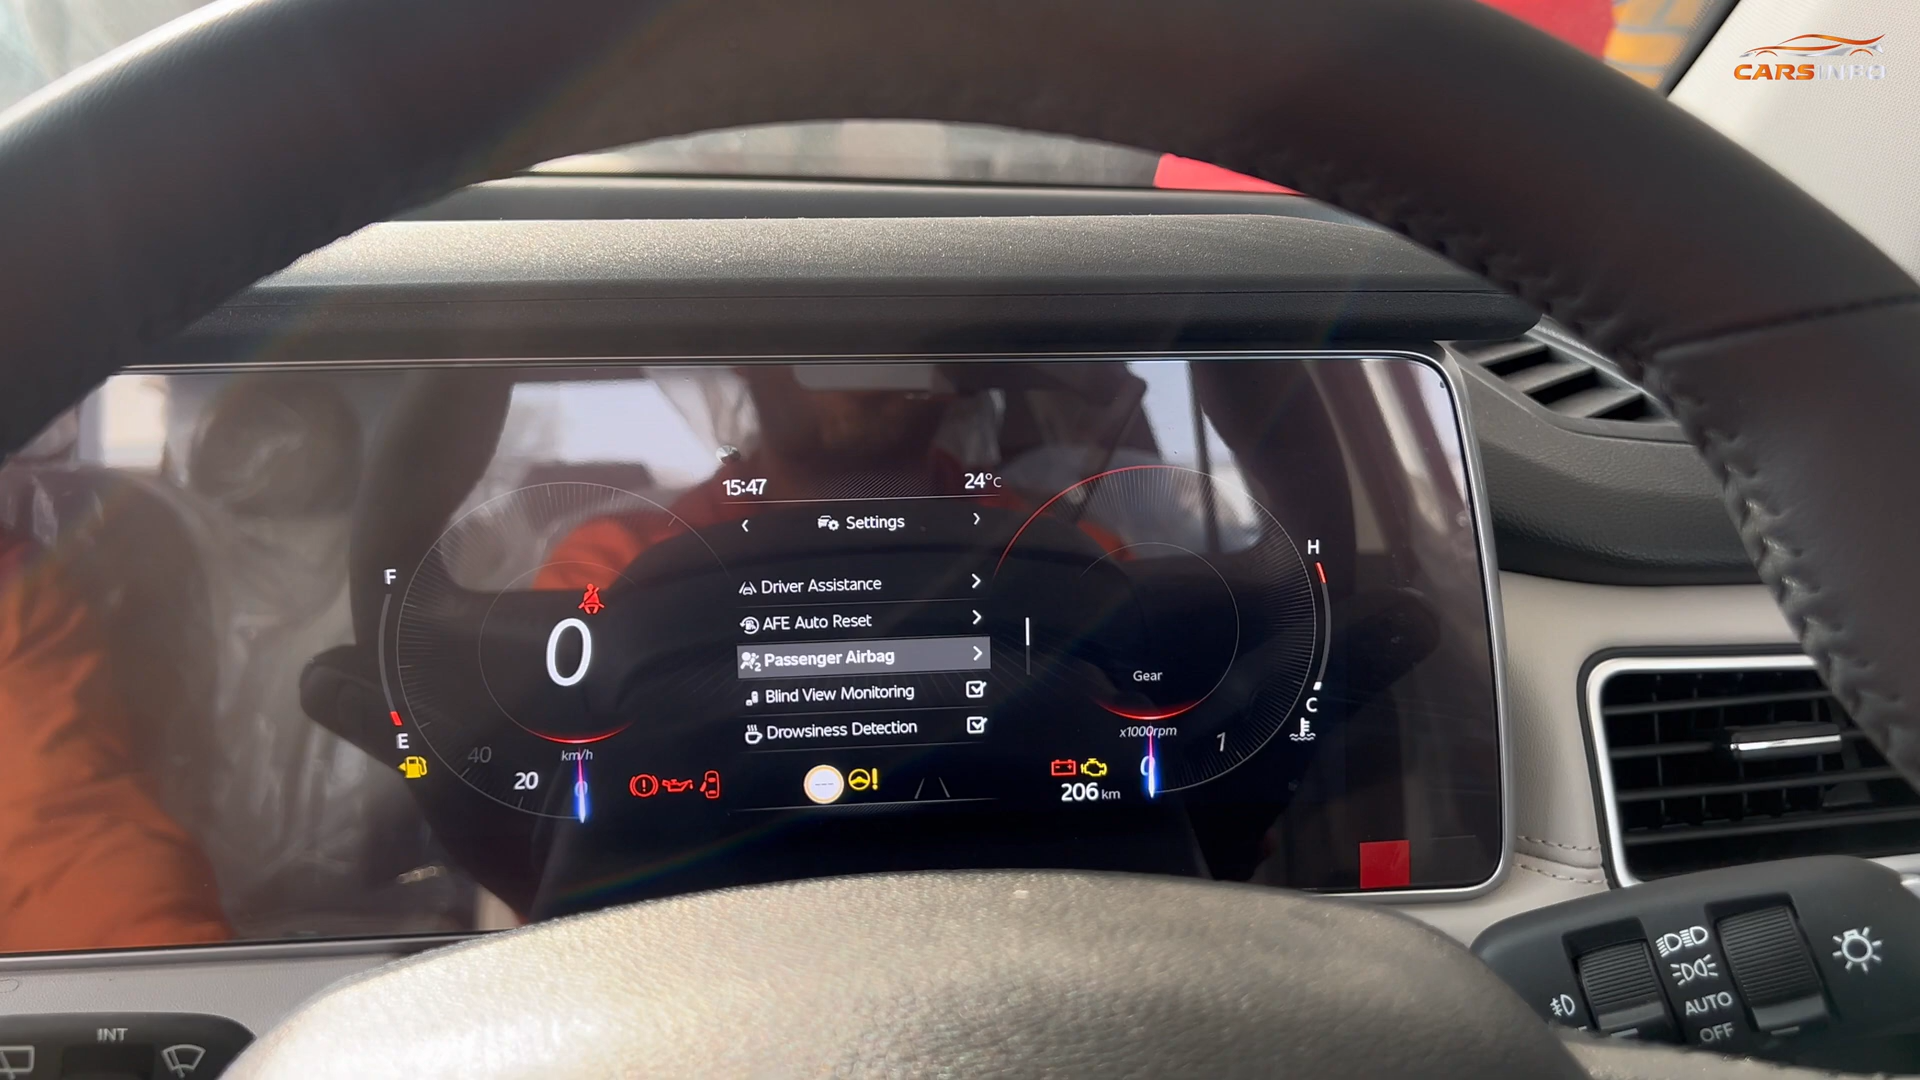 CARSINFO
15:47
24°C
Settings
Driver Assistance
AFE Auto Reset
Passenger Airbag
Blind View Monitoring
Drowsiness Detection
F
E
40
20
0
km/h
0
H
C
Gear
x1000rpm
1
0
206 km
INT
AUTO
OFF